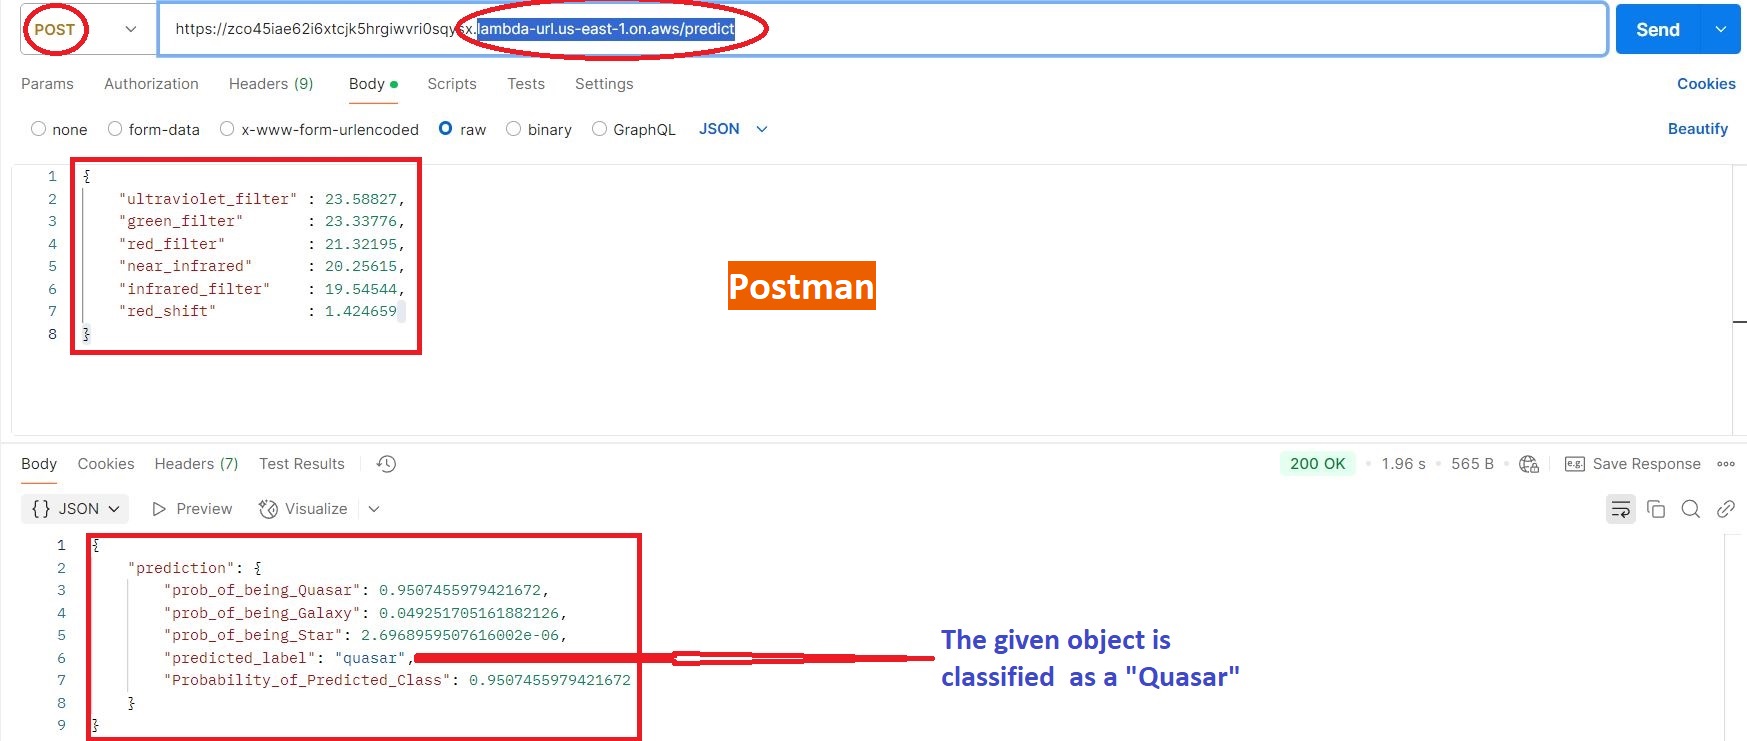 POST https://zco45iae62i6xtcjk5hrgiwvri0sqysx.lambda-url.us-east-1.on.aws/predict Send
Params Authorization Headers (9) Body Scripts Tests Settings Cookies
none form-data x-www-form-urlencoded raw binary GraphQL JSON Beautify
1 {
2 "ultraviolet_filter" : 23.58827,
3 "green_filter" : 23.33776,
4 "red_filter" : 21.32195,
5 "near_infrared" : 20.25615,
6 "infrared_filter" : 19.54544,
7 "red_shift" : 1.424659
8 }
Postman
Body Cookies Headers (7) Test Results 200 OK • 1.96 s • 565 B • e.g. Save Response
{} JSON Preview Visualize
1 {
2 "prediction": {
3 "prob_of_being_Quasar": 0.9507455979421672,
4 "prob_of_being_Galaxy": 0.049251705161882126,
5 "prob_of_being_Star": 2.6968959507616002e-06,
6 "predicted_label": "quasar",
7 "Probability_of_Predicted_Class": 0.9507455979421672
8 }
9 }
The given object is
classified as a "Quasar"